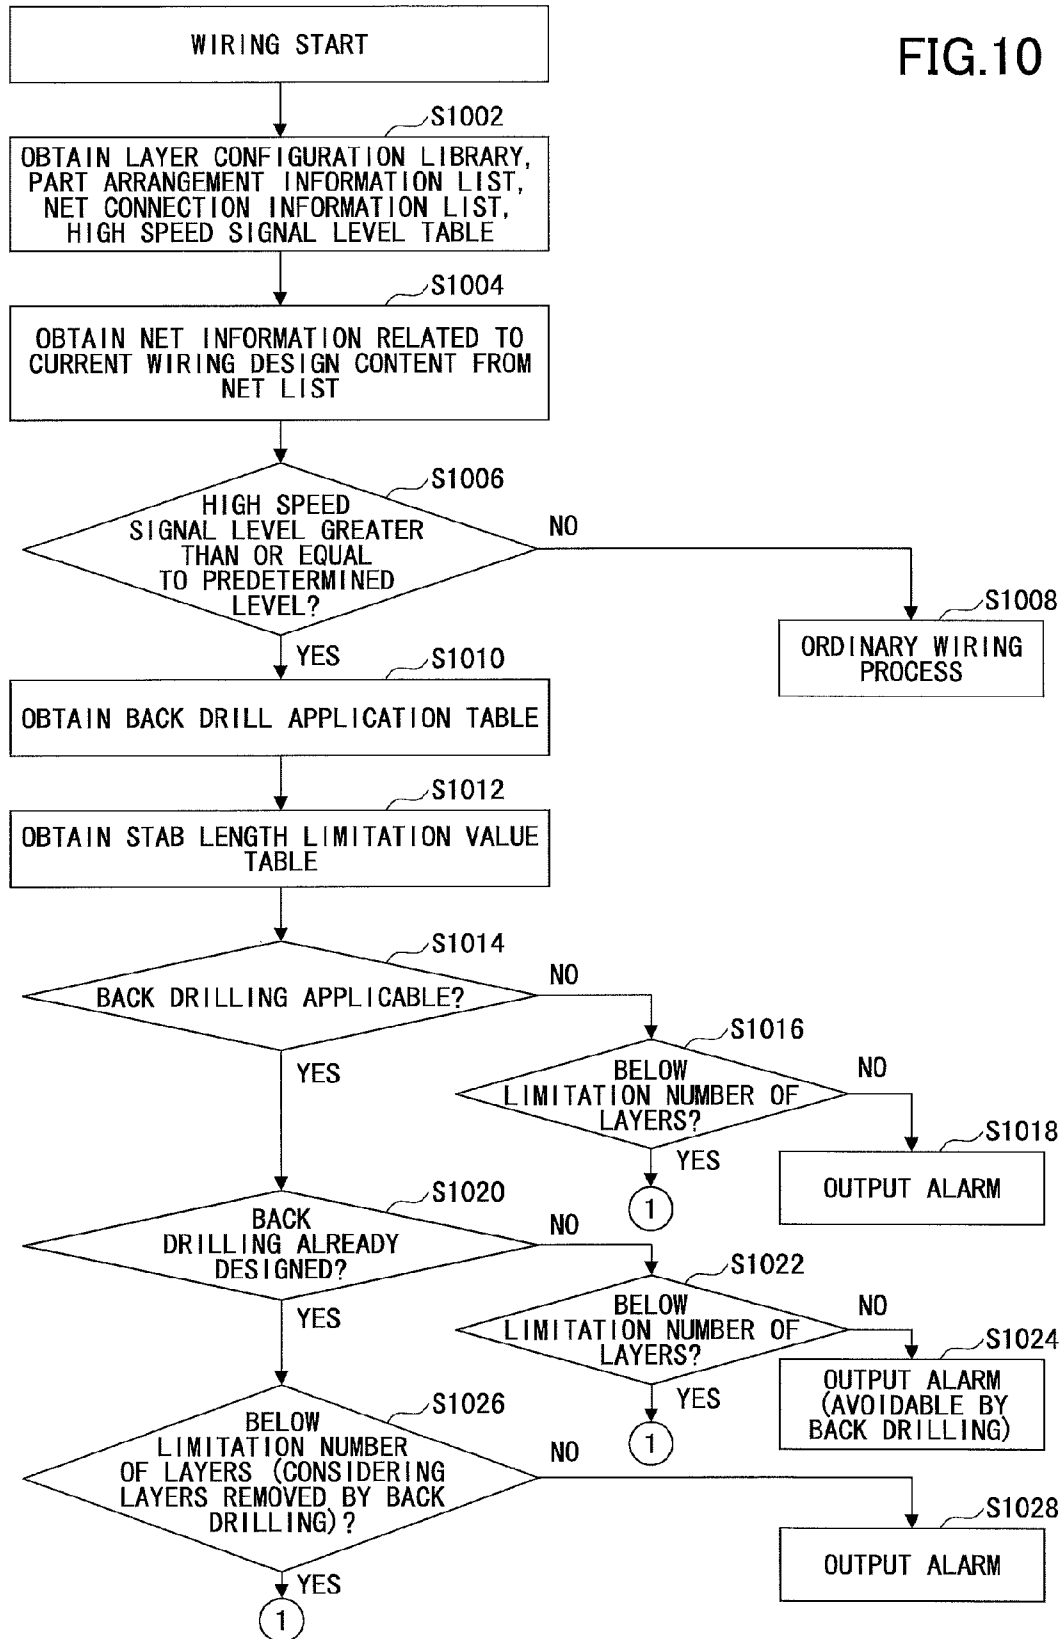 WIRING START
FIG.10
S1002
OBTAIN LAYER CONFIGURATION LIBRARY,
PART ARRANGEMENT INFORMATION LIST,
NET CONNECTION INFORMATION LIST,
HIGH SPEED SIGNAL LEVEL TABLE
S1004
OBTAIN NET INFORMATION RELATED TO
CURRENT WIRING DESIGN CONTENT FROM
NET LIST
S1006
HIGH SPEED
SIGNAL LEVEL GREATER
THAN OR EQUAL
TO PREDETERMINED
LEVEL?
NO
YES
S1008
ORDINARY WIRING
PROCESS
S1010
OBTAIN BACK DRILL APPLICATION TABLE
S1012
OBTAIN STAB LENGTH LIMITATION VALUE
TABLE
S1014
BACK DRILLING APPLICABLE?
NO
YES
S1016
BELOW
LIMITATION NUMBER OF
LAYERS?
NO
YES
1
S1018
OUTPUT ALARM
S1020
BACK
DRILLING ALREADY
DESIGNED?
NO
YES
S1022
BELOW
LIMITATION NUMBER OF
LAYERS?
NO
YES
1
S1024
OUTPUT ALARM
(AVOIDABLE BY
BACK DRILLING)
S1026
BELOW
LIMITATION NUMBER
OF LAYERS (CONSIDERING
LAYERS REMOVED BY BACK
DRILLING)?
NO
YES
1
S1028
OUTPUT ALARM